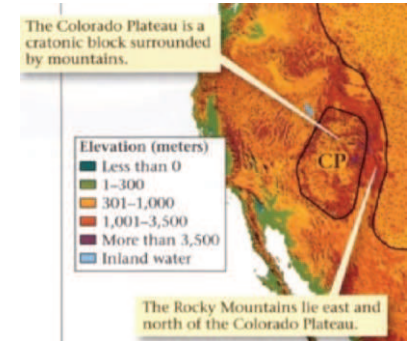 The Colorado Plateau is a
cratonic block surrounded
by mountains.
Elevation (meters)
Less than 0
1–300
301–1,000
1,001–3,500
More than 3,500
Inland water
CP
The Rocky Mountains lie east and
north of the Colorado Plateau.